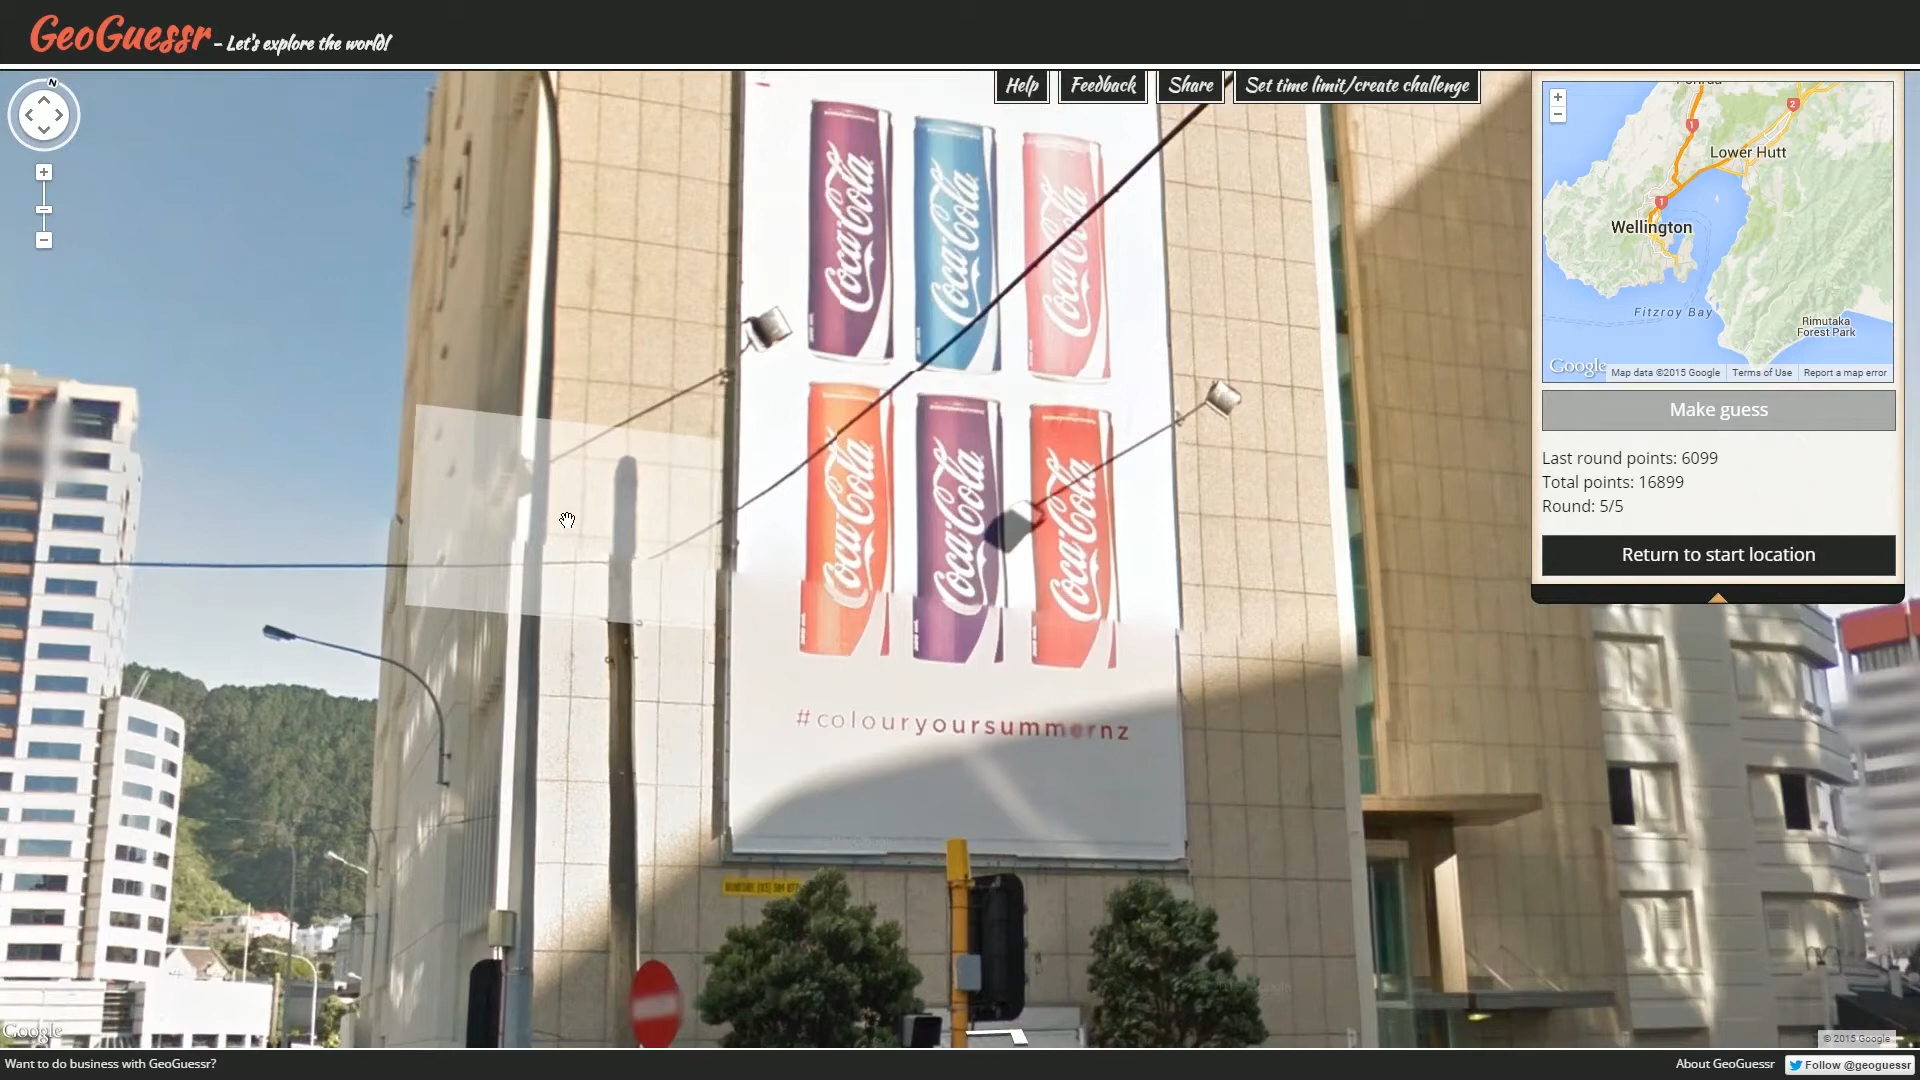 GeoGuessr - Let's explore the world!
Help
Feedback
Share
Set time limit/create challenge
N
Coca-Cola
Coca-Cola
Coca-Cola
Coca-Cola
Coca-Cola
Coca-Cola
#colouryoursummernz
Lower Hutt
Wellington
Fitzroy Bay
Rimutaka
Forest Park
1
2
1
Google
Map data ©2015 Google
Terms of Use
Report a map error
Make guess
Last round points: 6099
Total points: 16899
Round: 5/5
Return to start location
Google
© 2015 Google
Want to do business with GeoGuessr?
About GeoGuessr
Follow @geoguessr